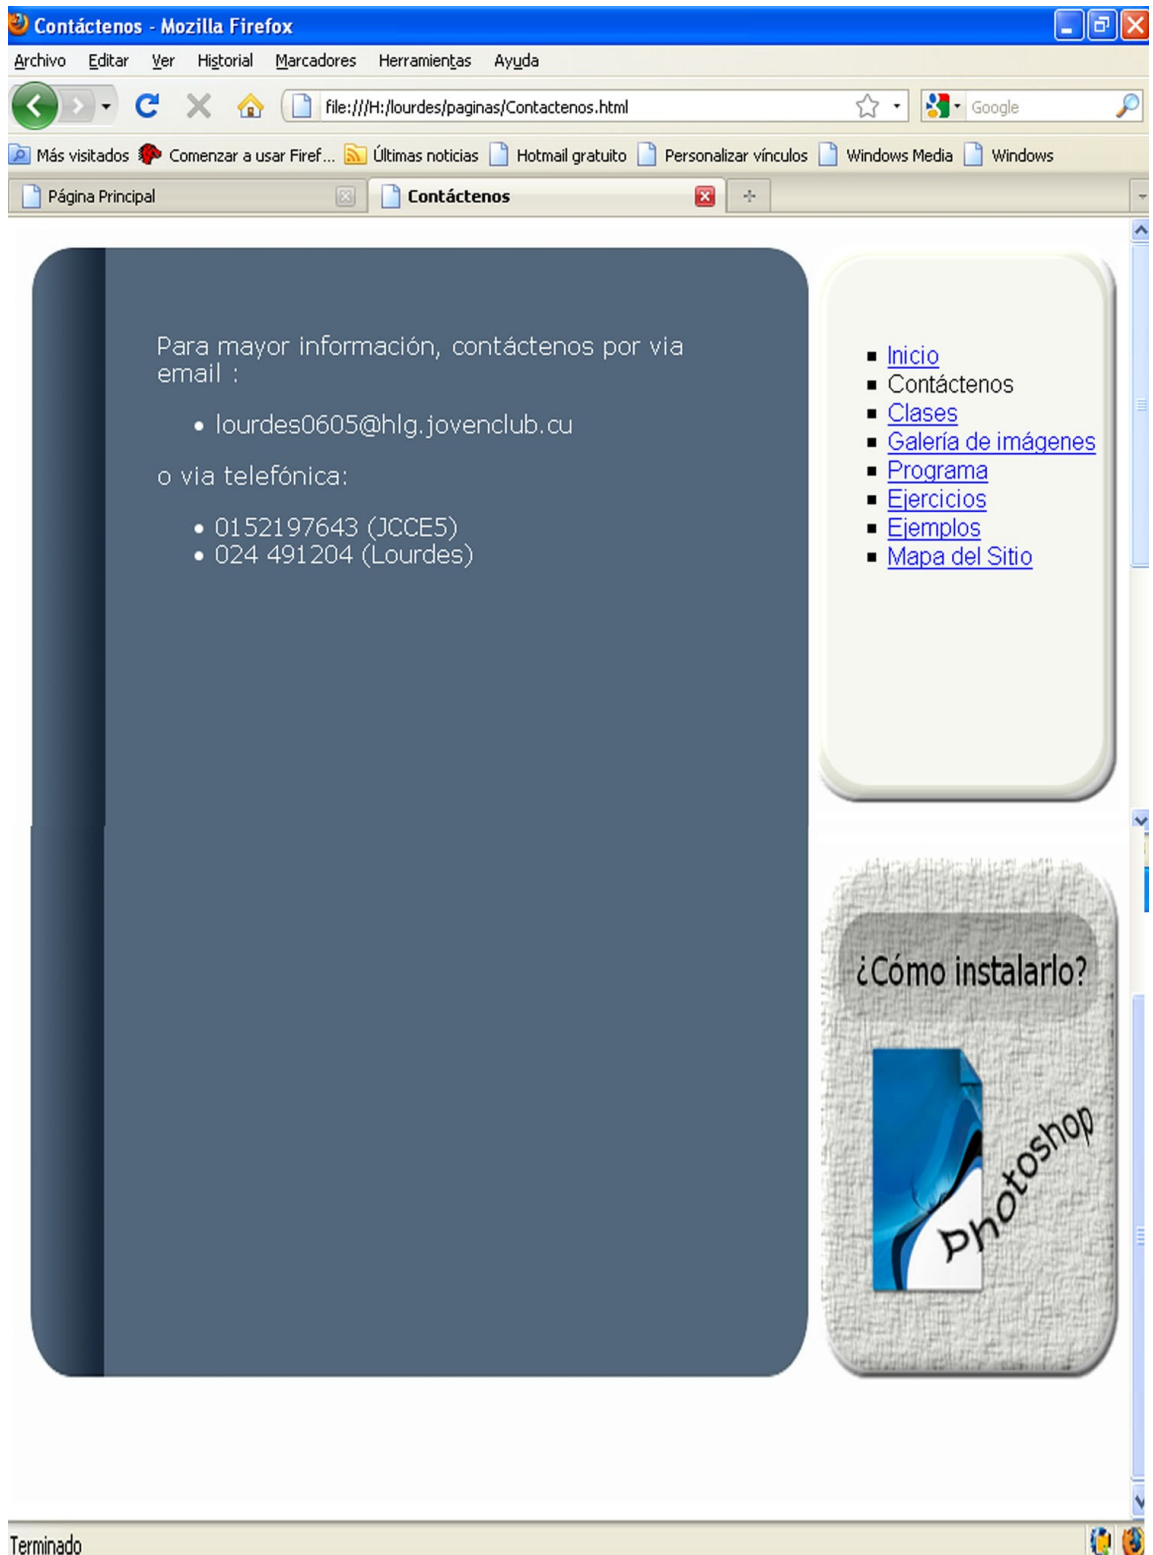 Contáctenos - Mozilla Firefox
Archivo Editar Ver Historial Marcadores Herramientas Ayuda
file:///H:/lourdes/paginas/Contactenos.html Google
Más visitados Comenzar a usar Firef... Últimas noticias Hotmail gratuito Personalizar vínculos Windows Media Windows
Página Principal Contáctenos
Para mayor información, contáctenos por via
email :
• lourdes0605@hlg.jovenclub.cu
o via telefónica:
• 0152197643 (JCCE5)
• 024 491204 (Lourdes)
▪ Inicio
▪ Contáctenos
▪ Clases
▪ Galería de imágenes
▪ Programa
▪ Ejercicios
▪ Ejemplos
▪ Mapa del Sitio
¿Cómo instalarlo?
Photoshop
Terminado